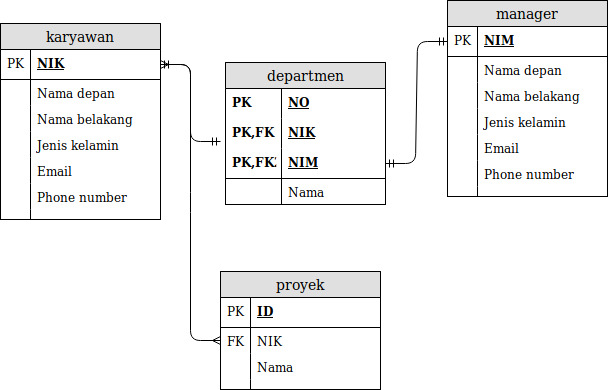 karyawan
PK NIK
Nama depan
Nama belakang
Jenis kelamin
Email
Phone number
departmen
PK NO
PK,FK NIK
PK,FK: NIM
Nama
manager
PK NIM
Nama depan
Nama belakang
Jenis kelamin
Email
Phone number
proyek
PK ID
FK NIK
Nama